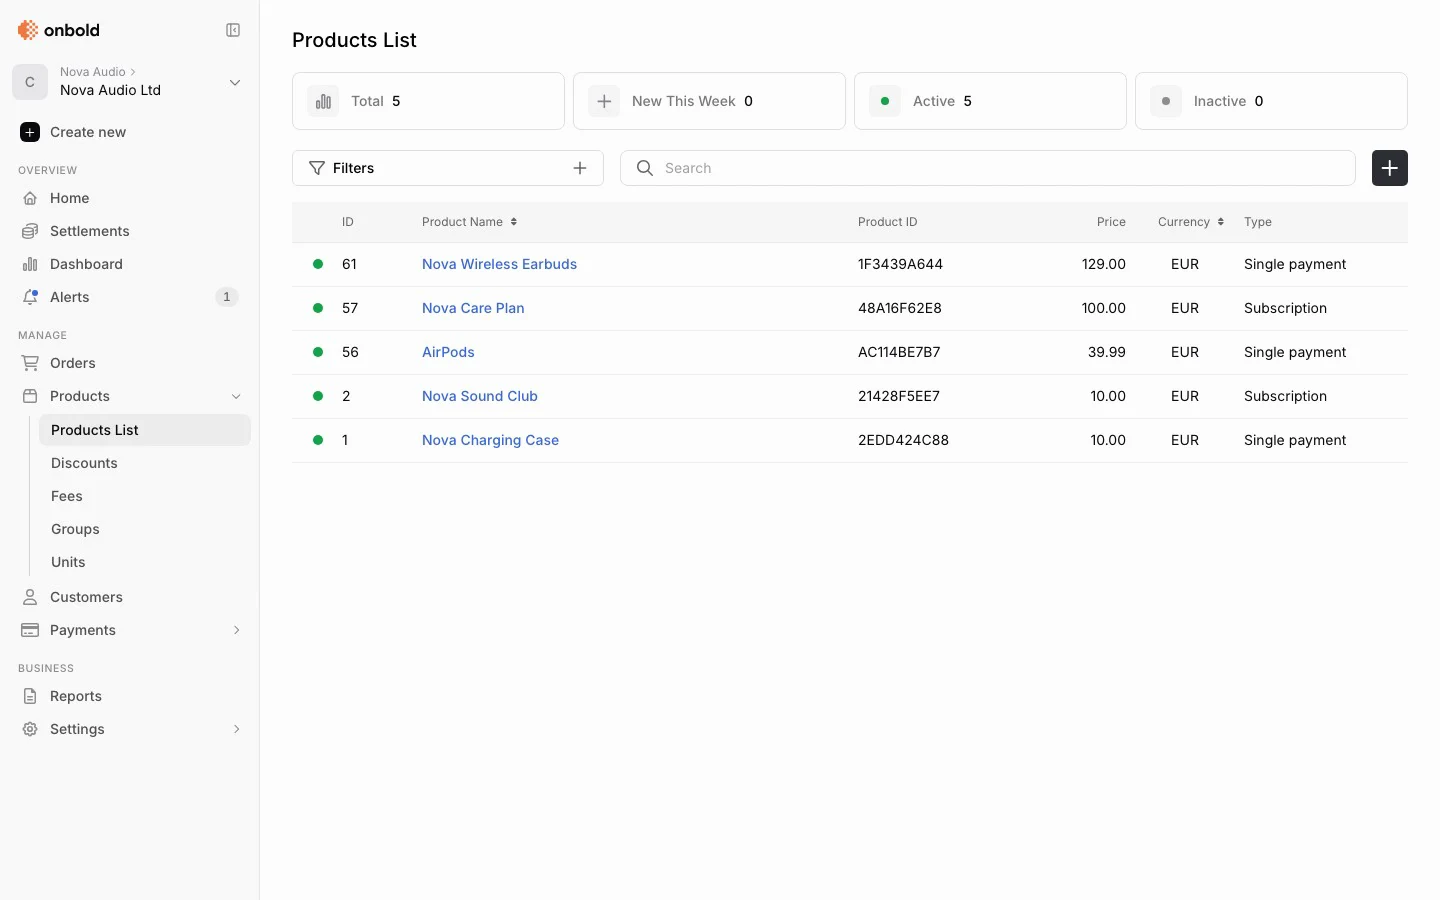 onbold
C
Nova Audio
Nova Audio Ltd
Create new
OVERVIEW
Home
Settlements
Dashboard
Alerts 1
MANAGE
Orders
Products
Products List
Discounts
Fees
Groups
Units
Customers
Payments
BUSINESS
Reports
Settings
Products List
Total 5
New This Week 0
Active 5
Inactive 0
Filters
Search
ID Product Name Product ID Price Currency Type
61 Nova Wireless Earbuds 1F3439A644 129.00 EUR Single payment
57 Nova Care Plan 48A16F62E8 100.00 EUR Subscription
56 AirPods AC114BE7B7 39.99 EUR Single payment
2 Nova Sound Club 21428F5EE7 10.00 EUR Subscription
1 Nova Charging Case 2EDD424C88 10.00 EUR Single payment